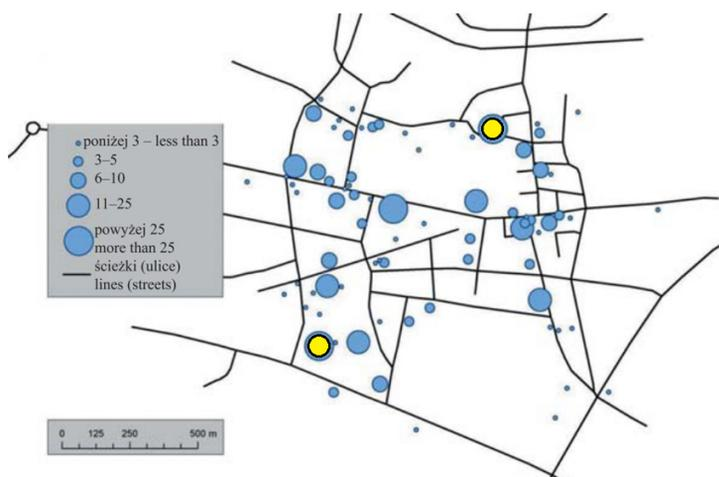 poniżej 3 – less than 3
3–5
6–10
11–25
powyżej 25
more than 25
ścieżki (ulice)
lines (streets)
0 125 250 500 m